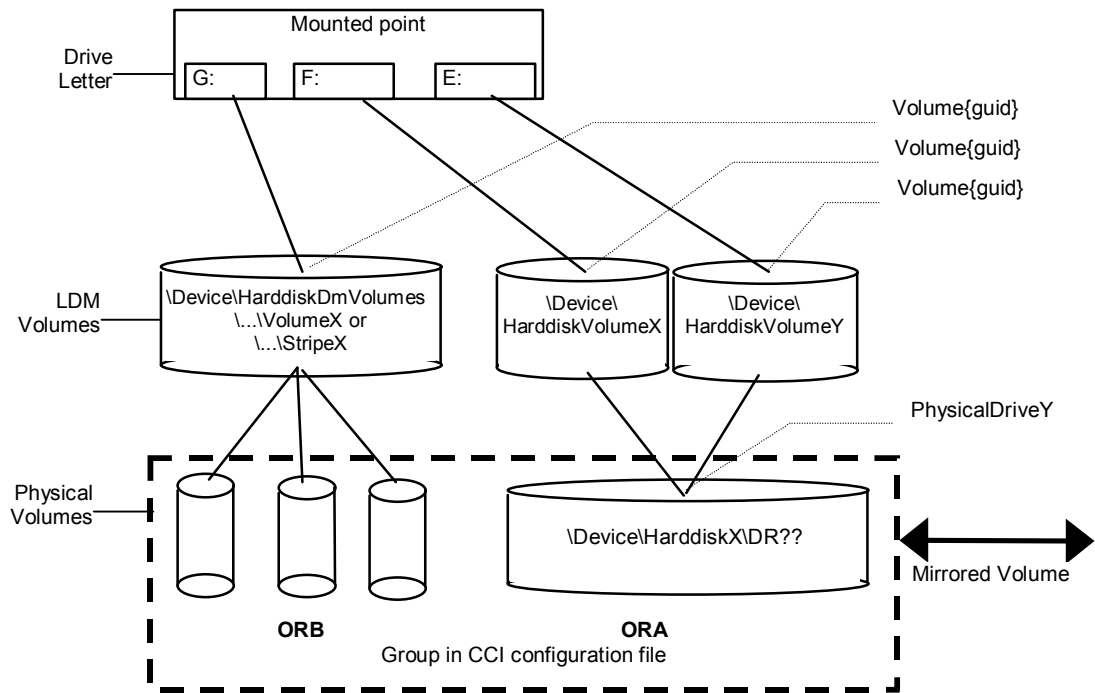 Mounted point
Drive
Letter
G:
F:
E:
Volume{guid}
Volume{guid}
Volume{guid}
LDM
Volumes
\Device\HarddiskDmVolumes
\...\VolumeX or
\...\StripeX
\Device\
HarddiskVolumeX
\Device\
HarddiskVolumeY
PhysicalDriveY
Physical
Volumes
\Device\HarddiskX\DR??
Mirrored Volume
ORB
ORA
Group in CCI configuration file